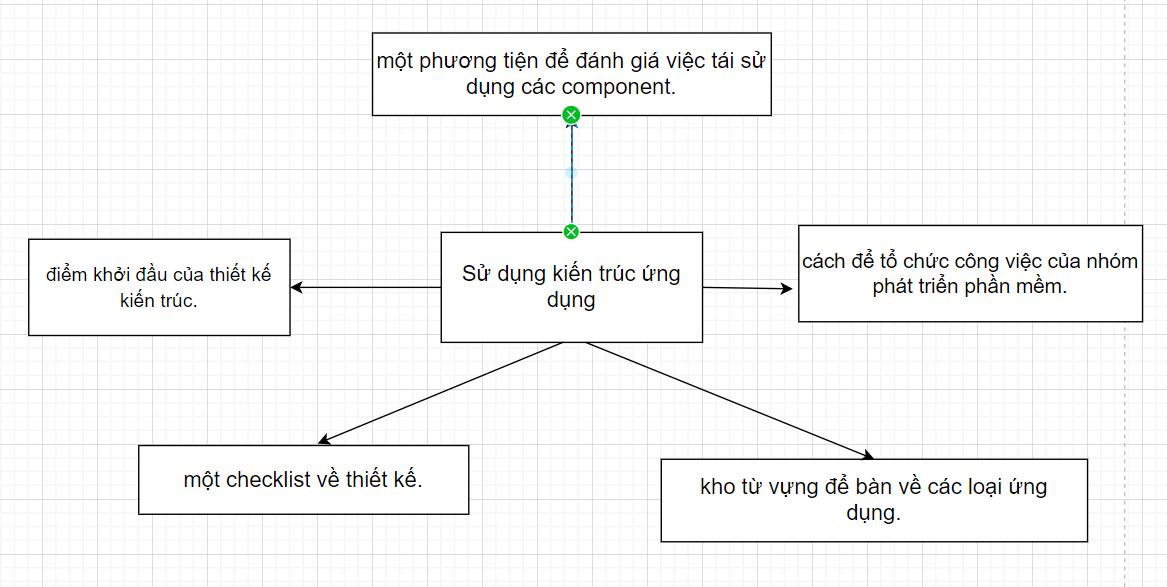 một phương tiện để đánh giá việc tái sử
dụng các component.
điểm khởi đầu của thiết kế
kiến trúc.
Sử dụng kiến trúc ứng
dụng
cách để tổ chức công việc của nhóm
phát triển phần mềm.
một checklist về thiết kế.
kho từ vựng để bàn về các loại ứng
dụng.